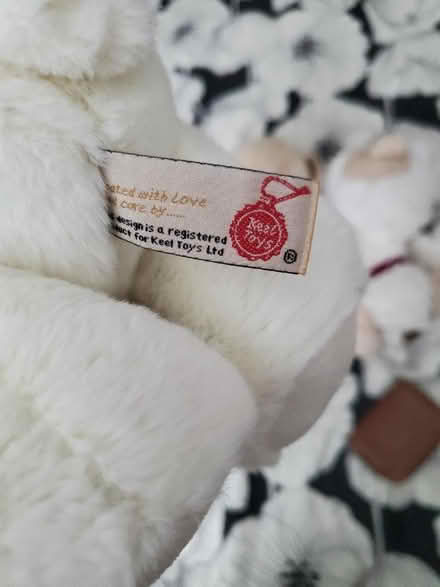 ated with Love
care by......
design is a registered
duct for Keel Toys Ltd
Keel
Toys
®